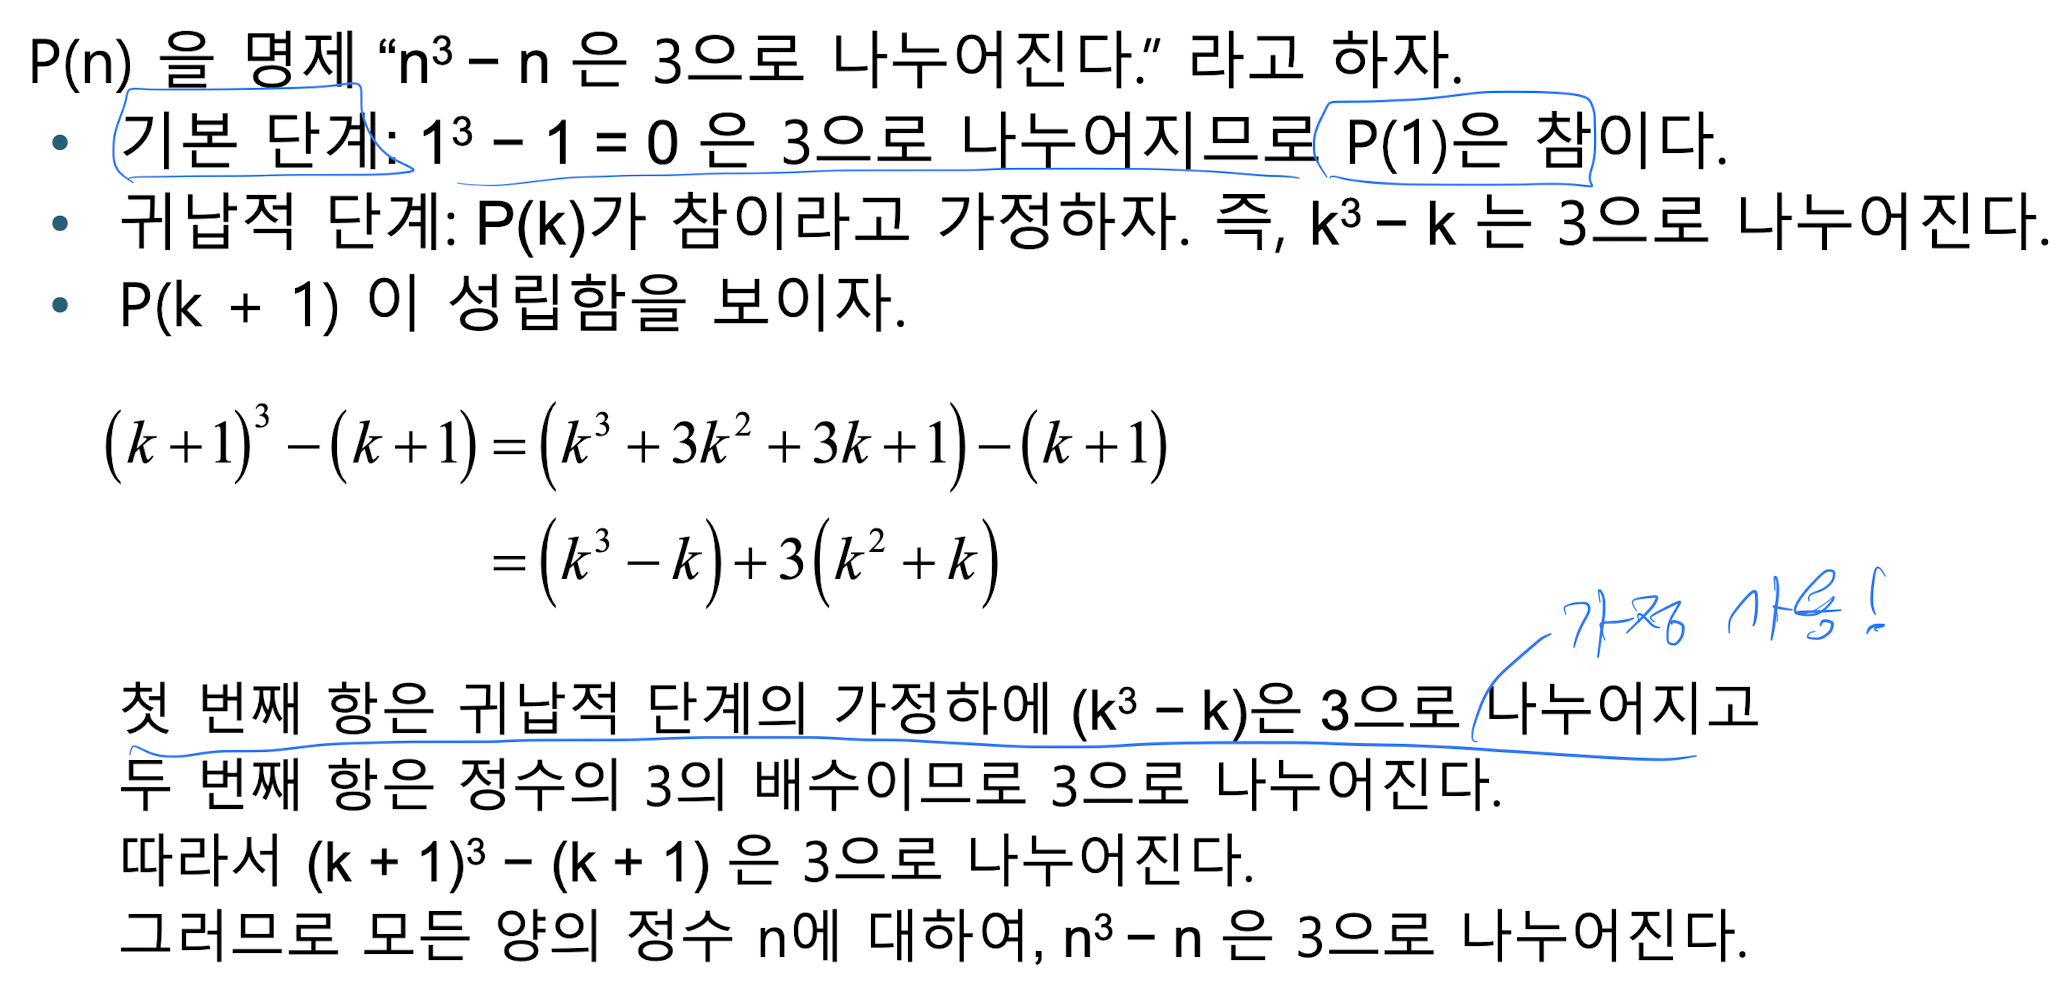 P(n) 을 명제 “n³ – n 은 3으로 나누어진다.” 라고 하자.
• 기본 단계: 1³ – 1 = 0 은 3으로 나누어지므로 P(1)은 참이다.
• 귀납적 단계: P(k)가 참이라고 가정하자. 즉, k³ – k 는 3으로 나누어진다.
• P(k + 1) 이 성립함을 보이자.
(k+1)³ −(k+1) = (k³ +3k² +3k+1)−(k+1)
= (k³ − k)+3(k² + k)
가정 사용!
첫 번째 항은 귀납적 단계의 가정하에 (k³ – k)은 3으로 나누어지고
두 번째 항은 정수의 3의 배수이므로 3으로 나누어진다.
따라서 (k + 1)³ – (k + 1) 은 3으로 나누어진다.
그러므로 모든 양의 정수 n에 대하여, n³ – n 은 3으로 나누어진다.